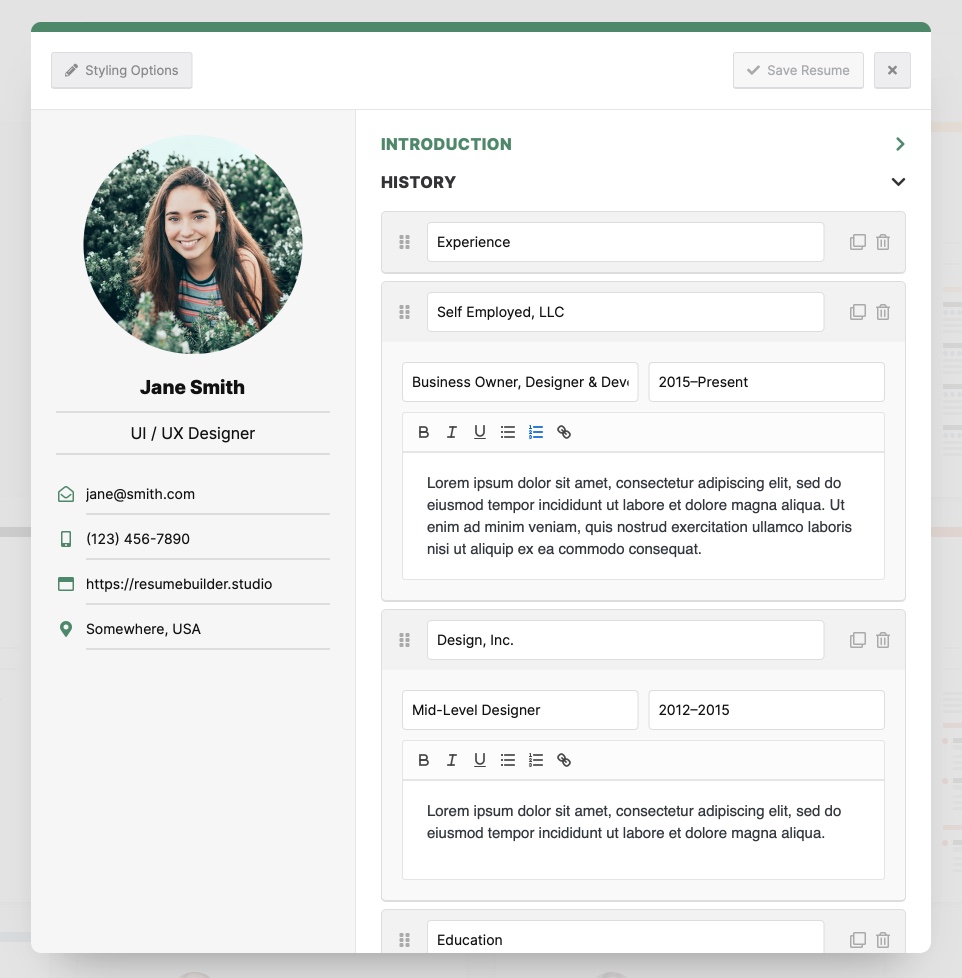 Styling Options
Save Resume
Jane Smith
UI / UX Designer
jane@smith.com
(123) 456-7890
https://resumebuilder.studio
Somewhere, USA
INTRODUCTION
HISTORY
Experience
Self Employed, LLC
Business Owner, Designer & Deve
2015–Present
B I U
Lorem ipsum dolor sit amet, consectetur adipiscing elit, sed do
eiusmod tempor incididunt ut labore et dolore magna aliqua. Ut
enim ad minim veniam, quis nostrud exercitation ullamco laboris
nisi ut aliquip ex ea commodo consequat.
Design, Inc.
Mid-Level Designer
2012–2015
B I U
Lorem ipsum dolor sit amet, consectetur adipiscing elit, sed do
eiusmod tempor incididunt ut labore et dolore magna aliqua.
Education